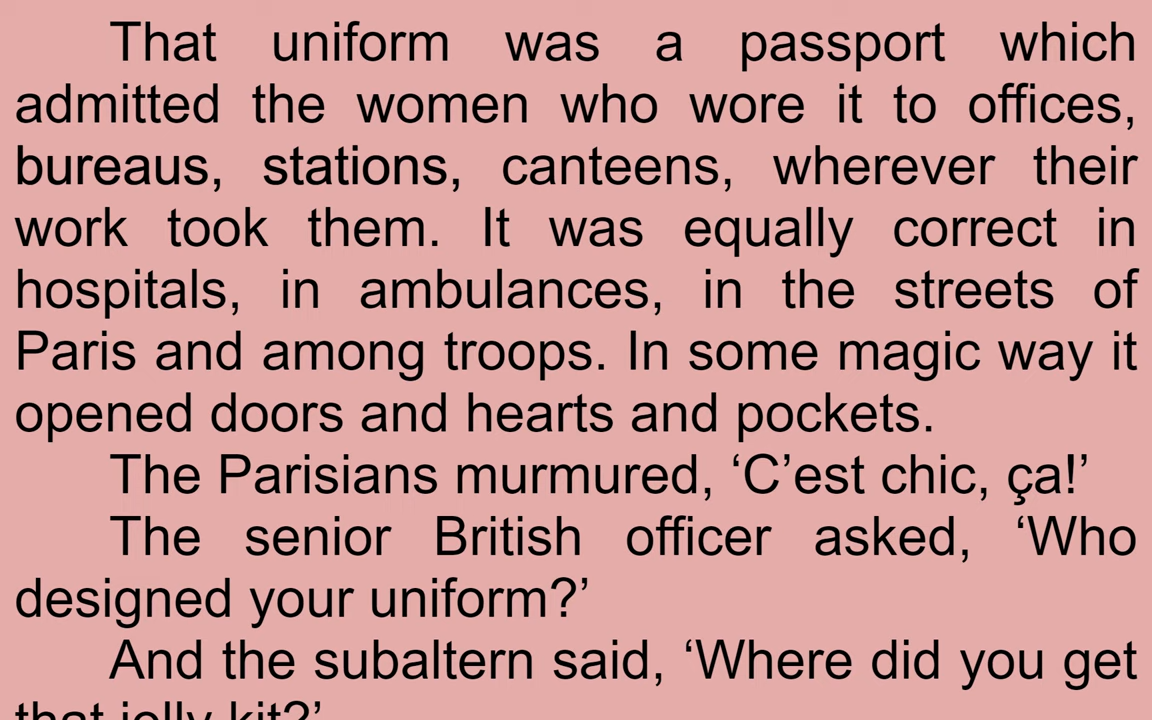 That uniform was a passport which
admitted the women who wore it to offices,
bureaus, stations, canteens, wherever their
work took them. It was equally correct in
hospitals, in ambulances, in the streets of
Paris and among troops. In some magic way it
opened doors and hearts and pockets.
The Parisians murmured, ‘C’est chic, ça!’
The senior British officer asked, ‘Who
designed your uniform?’
And the subaltern said, ‘Where did you get
that jolly kit?’